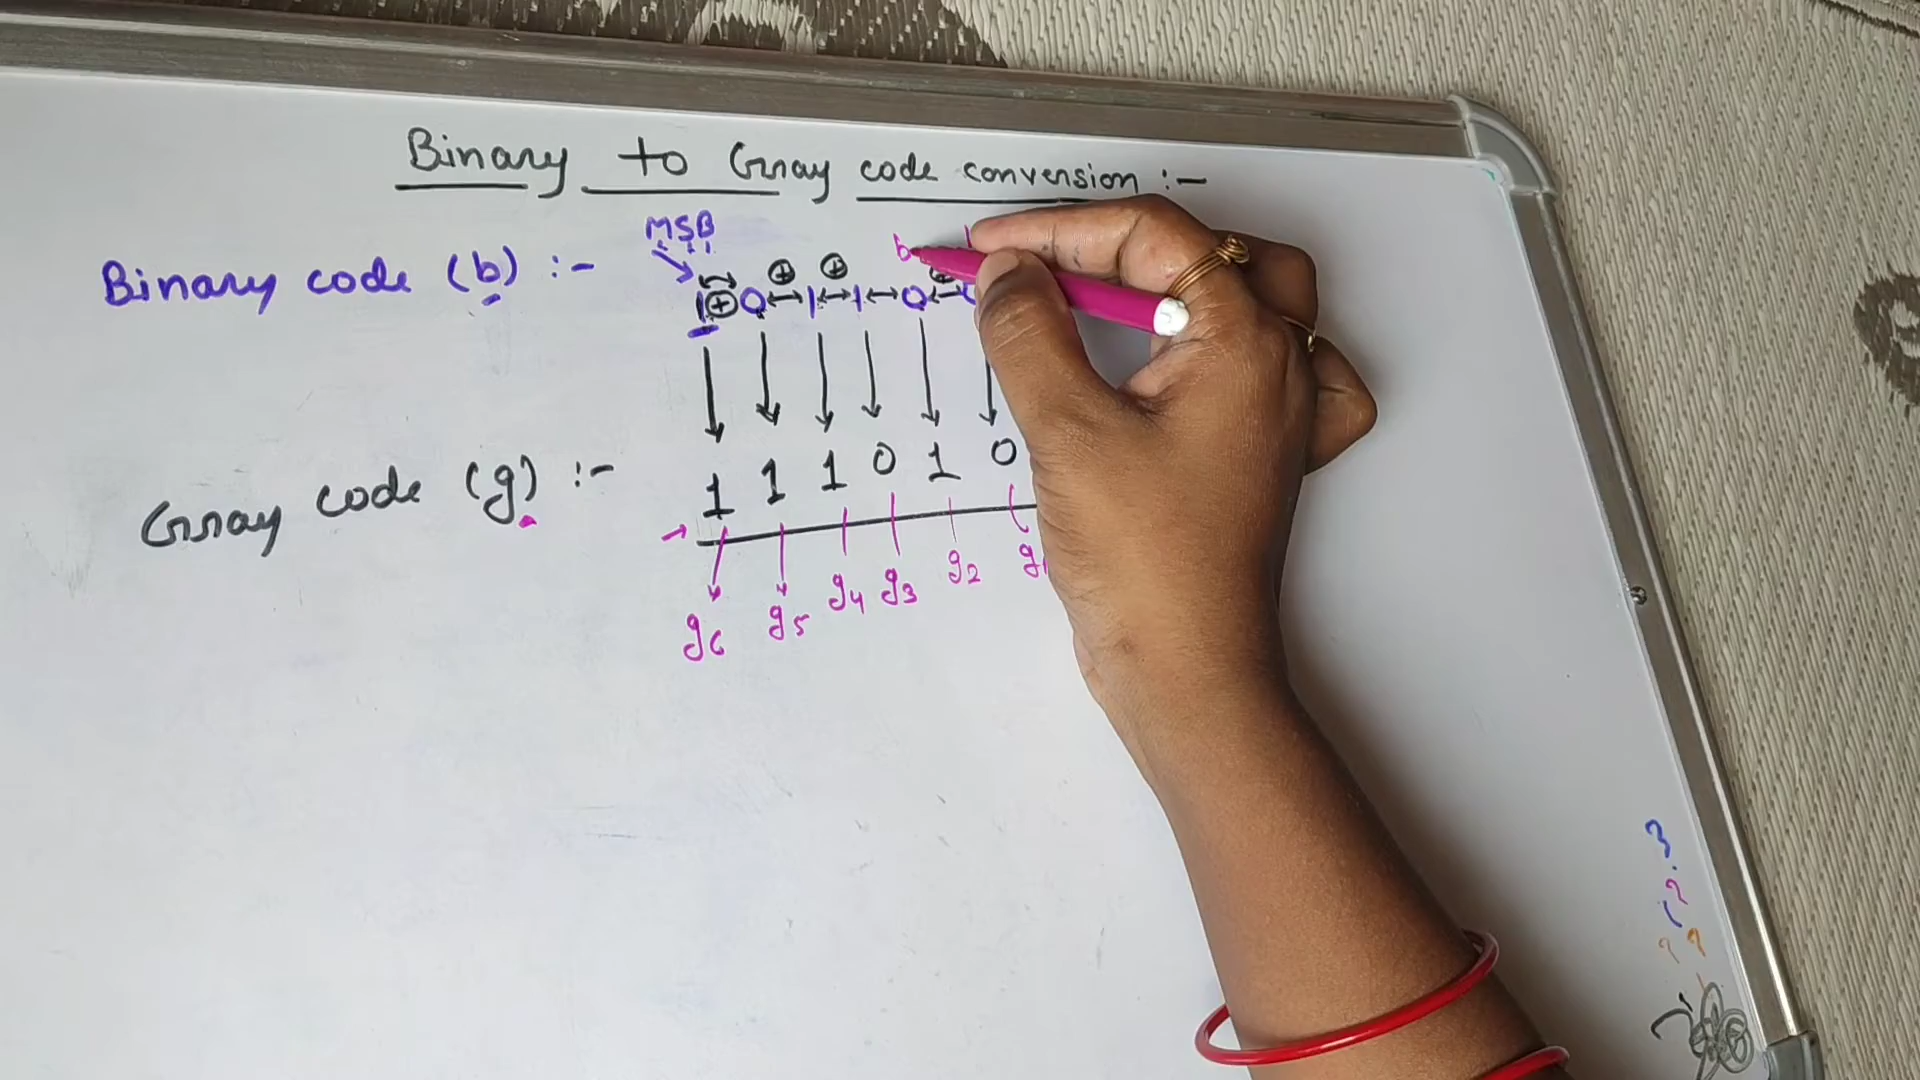 Binary to Gray code conversion :-
MSB
b
Binary code (b) :- 1 ⊕ 0 ↔ 1 ↔ 1 ↔ 0 ↔
⊕ ⊕
Gray code (g) :- 1 1 1 0 1 0
g6 g5 g4 g3 g2 g1